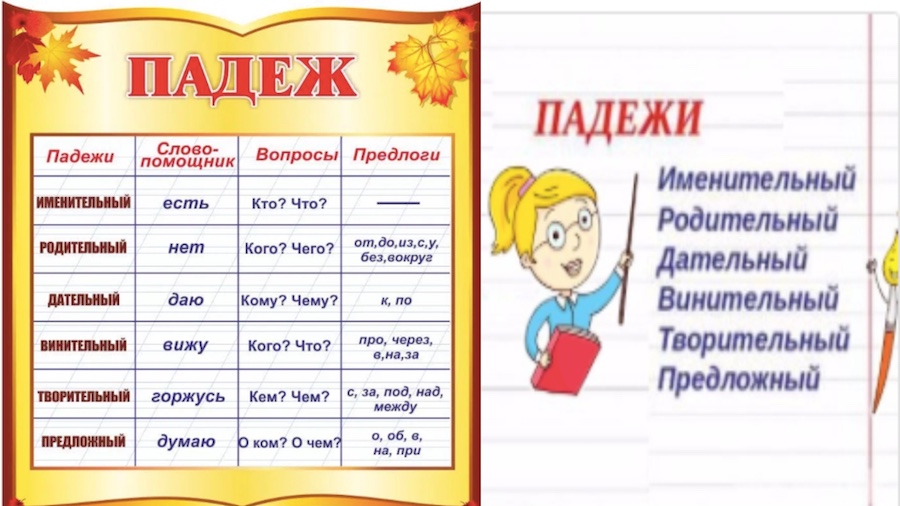 ПАДЕЖ
Падежи Слово-помощник Вопросы Предлоги
ИМЕНИТЕЛЬНЫЙ есть Кто? Что? ——
РОДИТЕЛЬНЫЙ нет Кого? Чего? от,до,из,с,у, без,вокруг
ДАТЕЛЬНЫЙ даю Кому? Чему? к, по
ВИНИТЕЛЬНЫЙ вижу Кого? Что? про, через, в,на,за
ТВОРИТЕЛЬНЫЙ горжусь Кем? Чем? с, за, под, над, между
ПРЕДЛОЖНЫЙ думаю О ком? О чем? о, об, в, на, при
ПАДЕЖИ
Именительный
Родительный
Дательный
Винительный
Творительный
Предложный